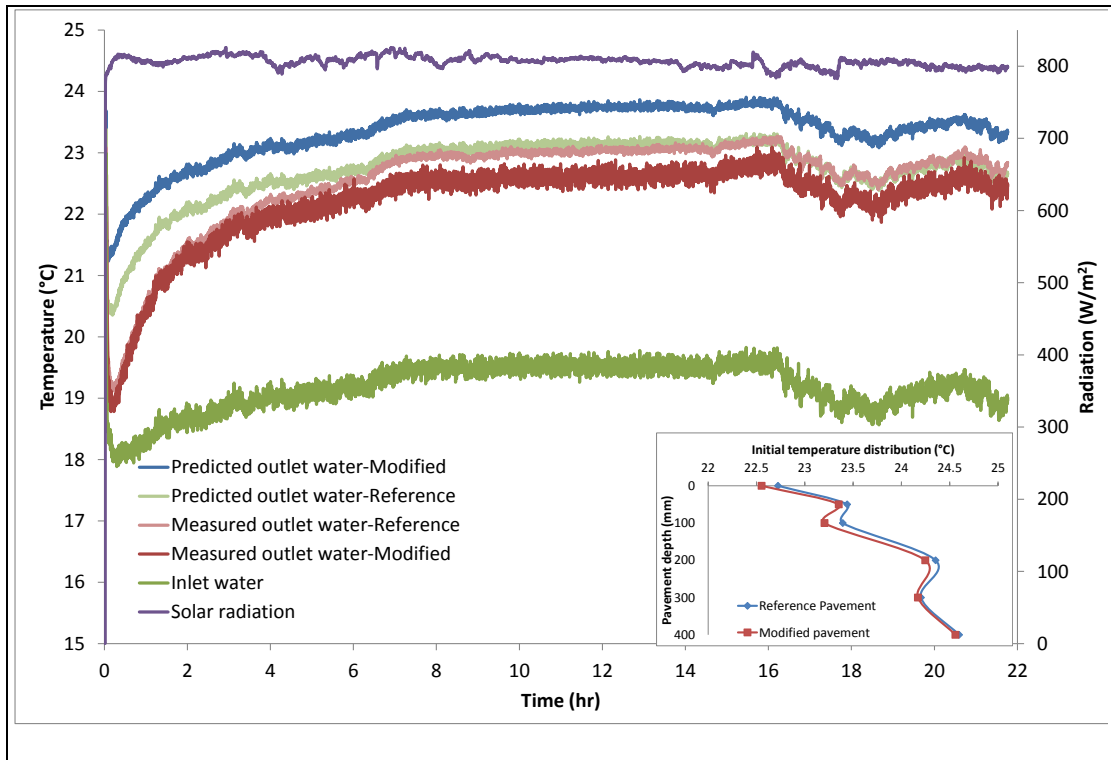 25
24
23
22
21
20
19
18
17
16
15
Temperature (°C)
800
700
600
500
400
300
200
100
0
Radiation (W/m²)
Predicted outlet water-Modified
Predicted outlet water-Reference
Measured outlet water-Reference
Measured outlet water-Modified
Inlet water
Solar radiation
Initial temperature distribution (°C)
22 22.5 23 23.4 24.2 24.6 25
0
100
200
300
400
Pavement depth (mm)
Reference Pavement
Modified pavement
0 2 4 6 8 10 12 14 16 18 20 22
Time (hr)